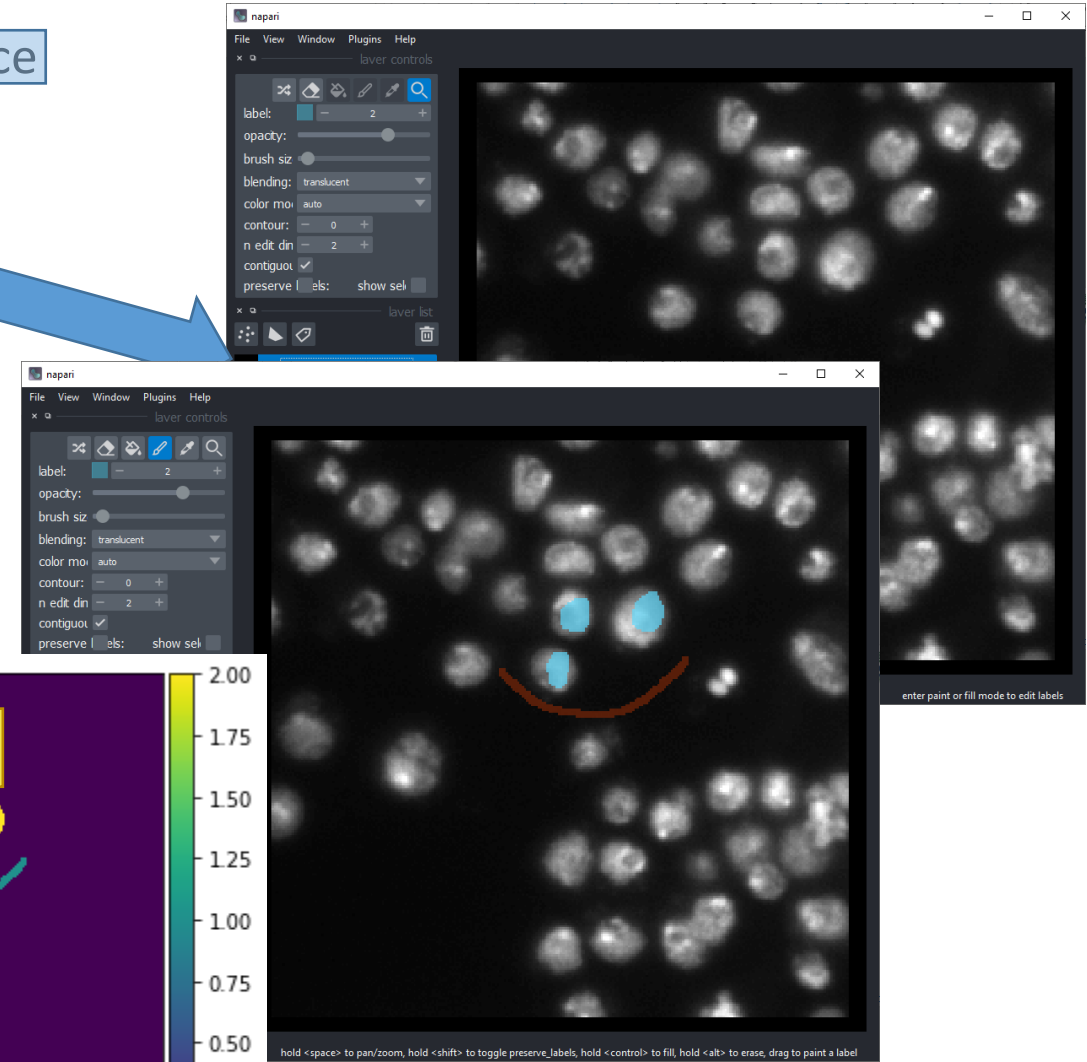 ce
napari
File View Window Plugins Help
layer controls
label: 2
opacity:
brush siz
blending: translucent
color mo auto
contour: 0
n edit din 2
contiguou
preserve els: show sel
layer list
enter paint or fill mode to edit labels
napari
File View Window Plugins Help
layer controls
label: 2
opacity:
brush siz
blending: translucent
color mo auto
contour: 0
n edit din 2
contiguou
preserve els: show sel
hold <space> to pan/zoom, hold <shift> to toggle preserve_labels, hold <control> to fill, hold <alt> to erase, drag to paint a label
2.00
1.75
1.50
1.25
1.00
0.75
0.50